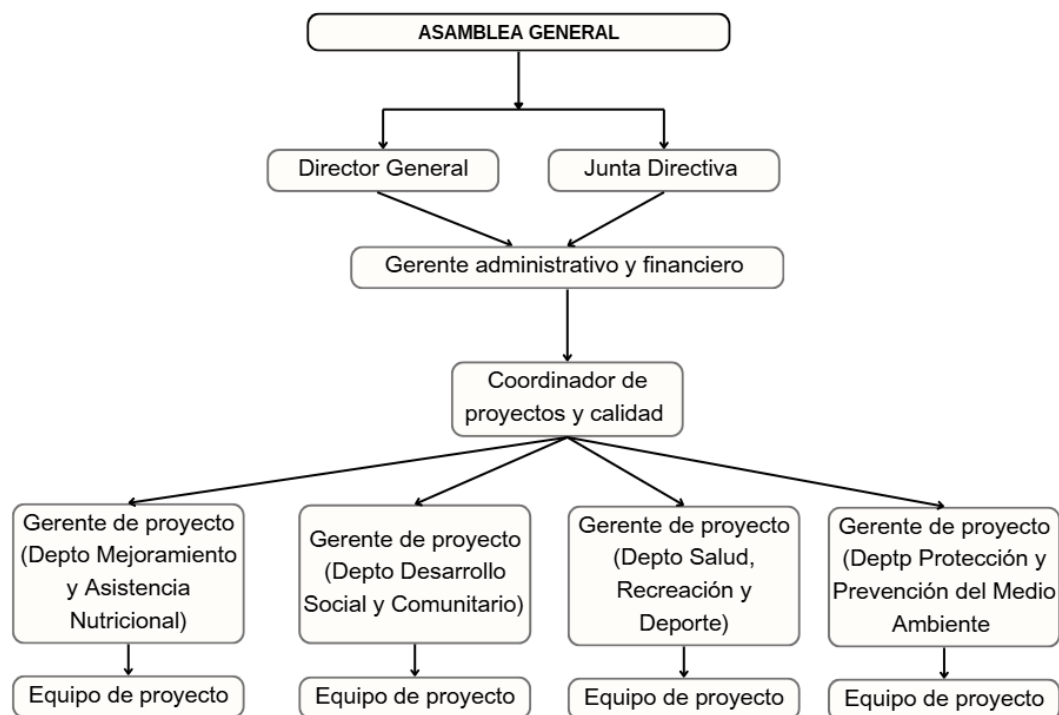 ASAMBLEA GENERAL
Director General
Junta Directiva
Gerente administrativo y financiero
Coordinador de
proyectos y calidad
Gerente de proyecto
(Depto Mejoramiento
y Asistencia
Nutricional)
Gerente de proyecto
(Depto Desarrollo
Social y Comunitario)
Gerente de proyecto
(Depto Salud,
Recreación y
Deporte)
Gerente de proyecto
(Deptp Protección y
Prevención del Medio
Ambiente
Equipo de proyecto
Equipo de proyecto
Equipo de proyecto
Equipo de proyecto